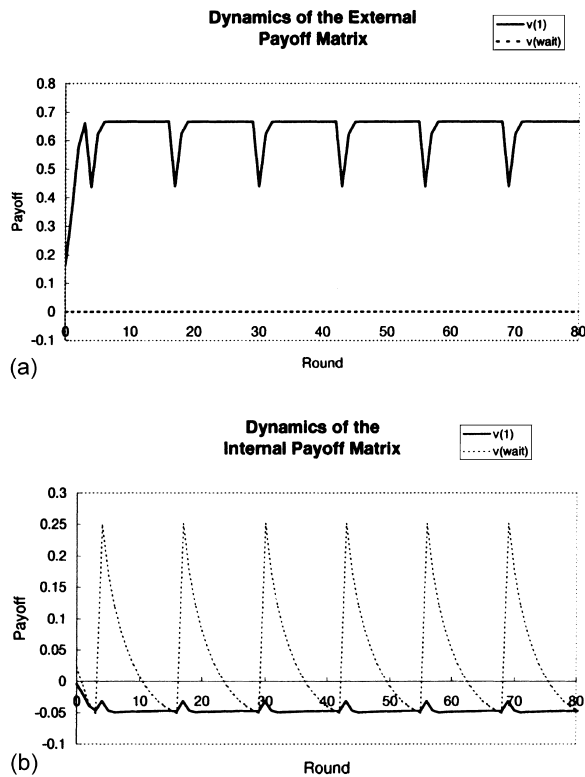 Dynamics of the External
Payoff Matrix
v(1)
v(wait)
0.8
0.7
0.6
0.5
0.4
0.3
0.2
0.1
0
-0.1
Payoff
0 10 20 30 40 50 60 70 80
Round
(a)
Dynamics of the
Internal Payoff Matrix
v(1)
v(wait)
0.3
0.25
0.2
0.15
0.1
0.05
0
-0.05
-0.1
Payoff
0 10 20 30 40 50 60 70 80
Round
(b)